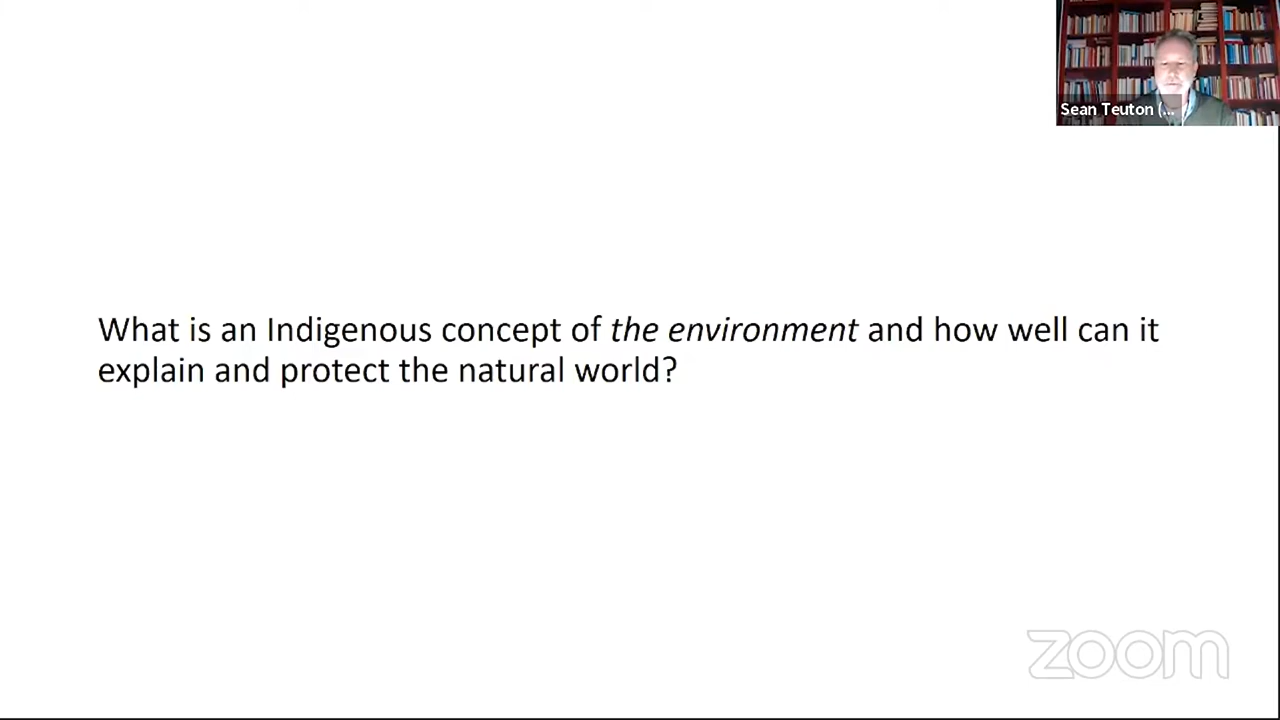 Sean Teuton (...
What is an Indigenous concept of the environment and how well can it
explain and protect the natural world?
zoom